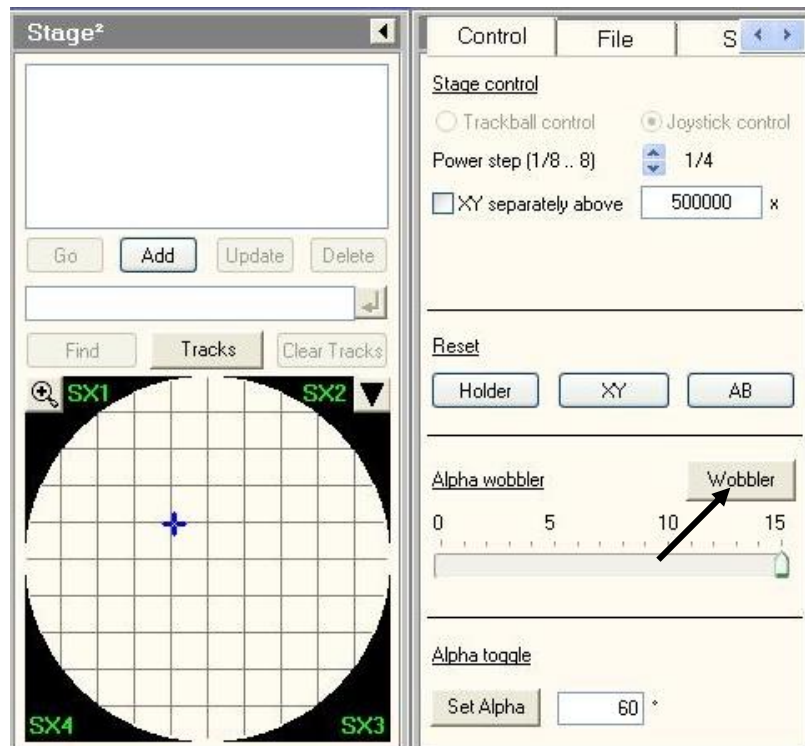 Stage²
Go Add Update Delete
Find Tracks Clear Tracks
SX1 SX2
SX4 SX3
Control File S
Stage control
Trackball control Joystick control
Power step (1/8 .. 8) 1/4
XY separately above 500000 x
Reset
Holder XY AB
Alpha wobbler Wobbler
0 5 10 15
Alpha toggle
Set Alpha 60 °